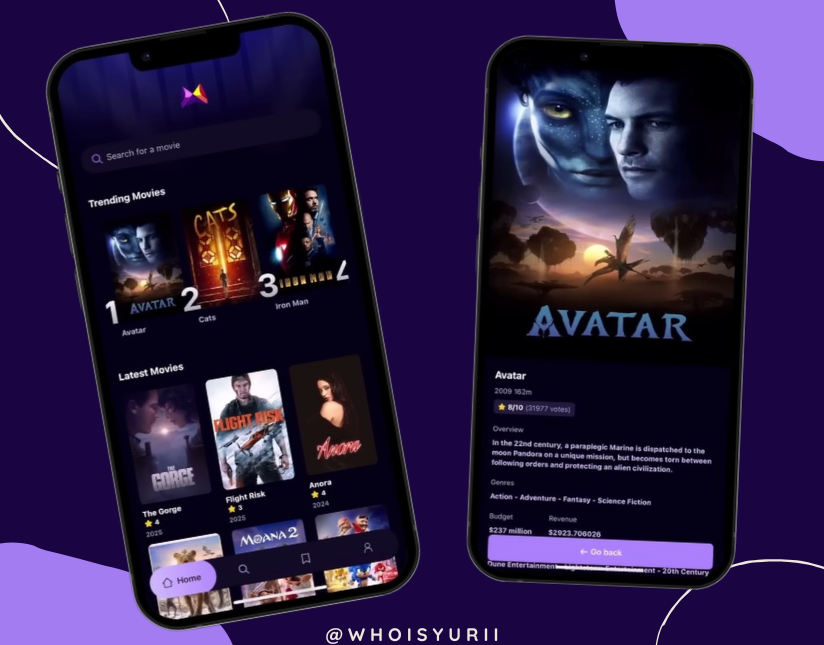 Search for a movie
Trending Movies
CATS
1
AVATAR
Avatar
2
Cats
3
IRON MAN
Iron Man
Latest Movies
THE
GORGE
The Gorge
4
2025
FLIGHT RISK
Flight Risk
3
2025
Anora
Anora
4
2024
MOANA 2
Home
AVATAR
Avatar
2009 162m
8/10 (31977 votes)
Overview
In the 22nd century, a paraplegic Marine is dispatched to the
moon Pandora on a unique mission, but becomes torn between
following orders and protecting an alien civilization.
Genres
Action - Adventure - Fantasy - Science Fiction
Budget Revenue
$237 million $2923.706026
← Go back
Dune Entertainment - Lightstorm Entertainment - 20th Century
@WHOISYURII